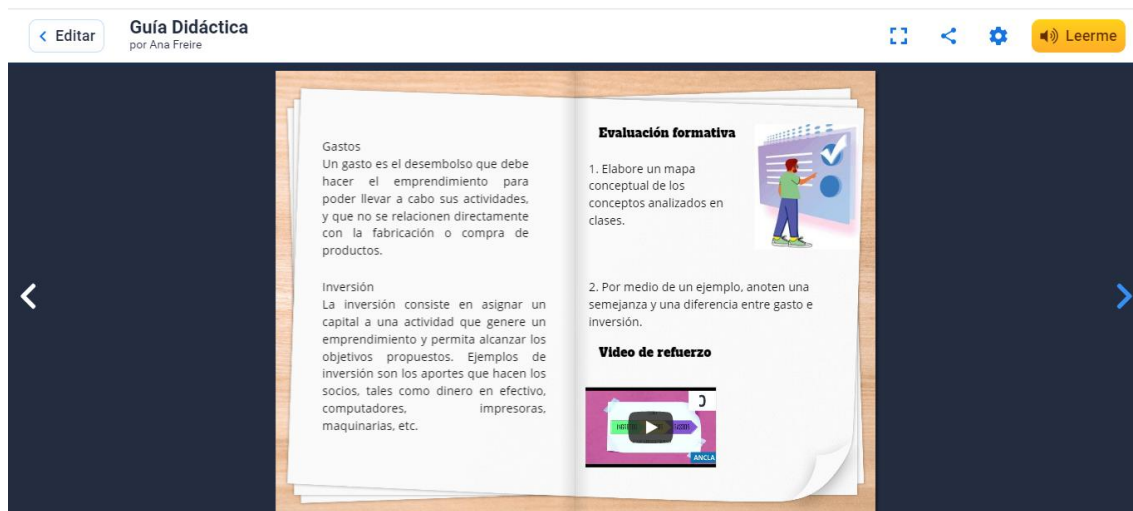 Editar
Guía Didáctica
por Ana Freire
Leerme
Gastos
Un gasto es el desembolso que debe
hacer el emprendimiento para
poder llevar a cabo sus actividades,
y que no se relacionen directamente
con la fabricación o compra de
productos.
Inversión
La inversión consiste en asignar un
capital a una actividad que genere un
emprendimiento y permita alcanzar los
objetivos propuestos. Ejemplos de
inversión son los aportes que hacen los
socios, tales como dinero en efectivo,
computadores, impresoras,
maquinarias, etc.
Evaluación formativa
1. Elabore un mapa
conceptual de los
conceptos analizados en
clases.
2. Por medio de un ejemplo, anoten una
semejanza y una diferencia entre gasto e
inversión.
Video de refuerzo
ANCLA